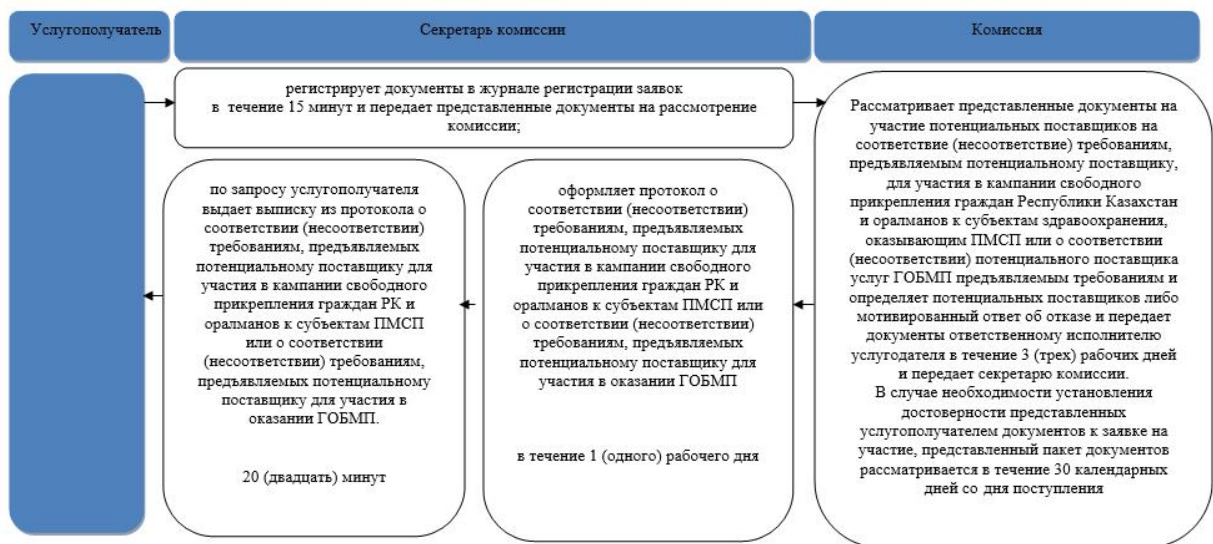 Услугополучатель
Секретарь комиссии
Комиссия
регистрирует документы в журнале регистрации заявок
в течение 15 минут и передает представленные документы на рассмотрение
комиссии;
Рассматривает представленные документы на
участие потенциальных поставщиков на
соответствие (несоответствие) требованиям,
предъявляемым потенциальному поставщику,
для участия в кампании свободного
прикрепления граждан Республики Казахстан
и оралманов к субъектам здравоохранения,
оказывающим ПМСП или о соответствии
(несоответствии) потенциального поставщика
услуг ГОБМП предъявляемым требованиям и
определяет потенциальных поставщиков либо
мотивированный ответ об отказе и передает
документы ответственному исполнителю
услугодателя в течение 3 (трех) рабочих дней
и передает секретарю комиссии.
В случае необходимости установления
достоверности представленных
услугополучателем документов к заявке на
участие, представленный пакет документов
рассматривается в течение 30 календарных
дней со дня поступления
оформляет протокол о
соответствии (несоответствии)
требованиям, предъявляемых
потенциальному поставщику для
участия в кампании свободного
прикрепления граждан РК и
оралманов к субъектам ПМСП или
о соответствии (несоответствии)
требованиям, предъявляемых
потенциальному поставщику для
участия в оказании ГОБМП
в течение 1 (одного) рабочего дня
по запросу услугополучателя
выдает выписку из протокола о
соответствии (несоответствии)
требованиям, предъявляемых
потенциальному поставщику для
участия в кампании свободного
прикрепления граждан РК и
оралманов к субъектам ПМСП
или о соответствии
(несоответствии) требованиям,
предъявляемых потенциальному
поставщику для участия в
оказании ГОБМП.
20 (двадцать) минут